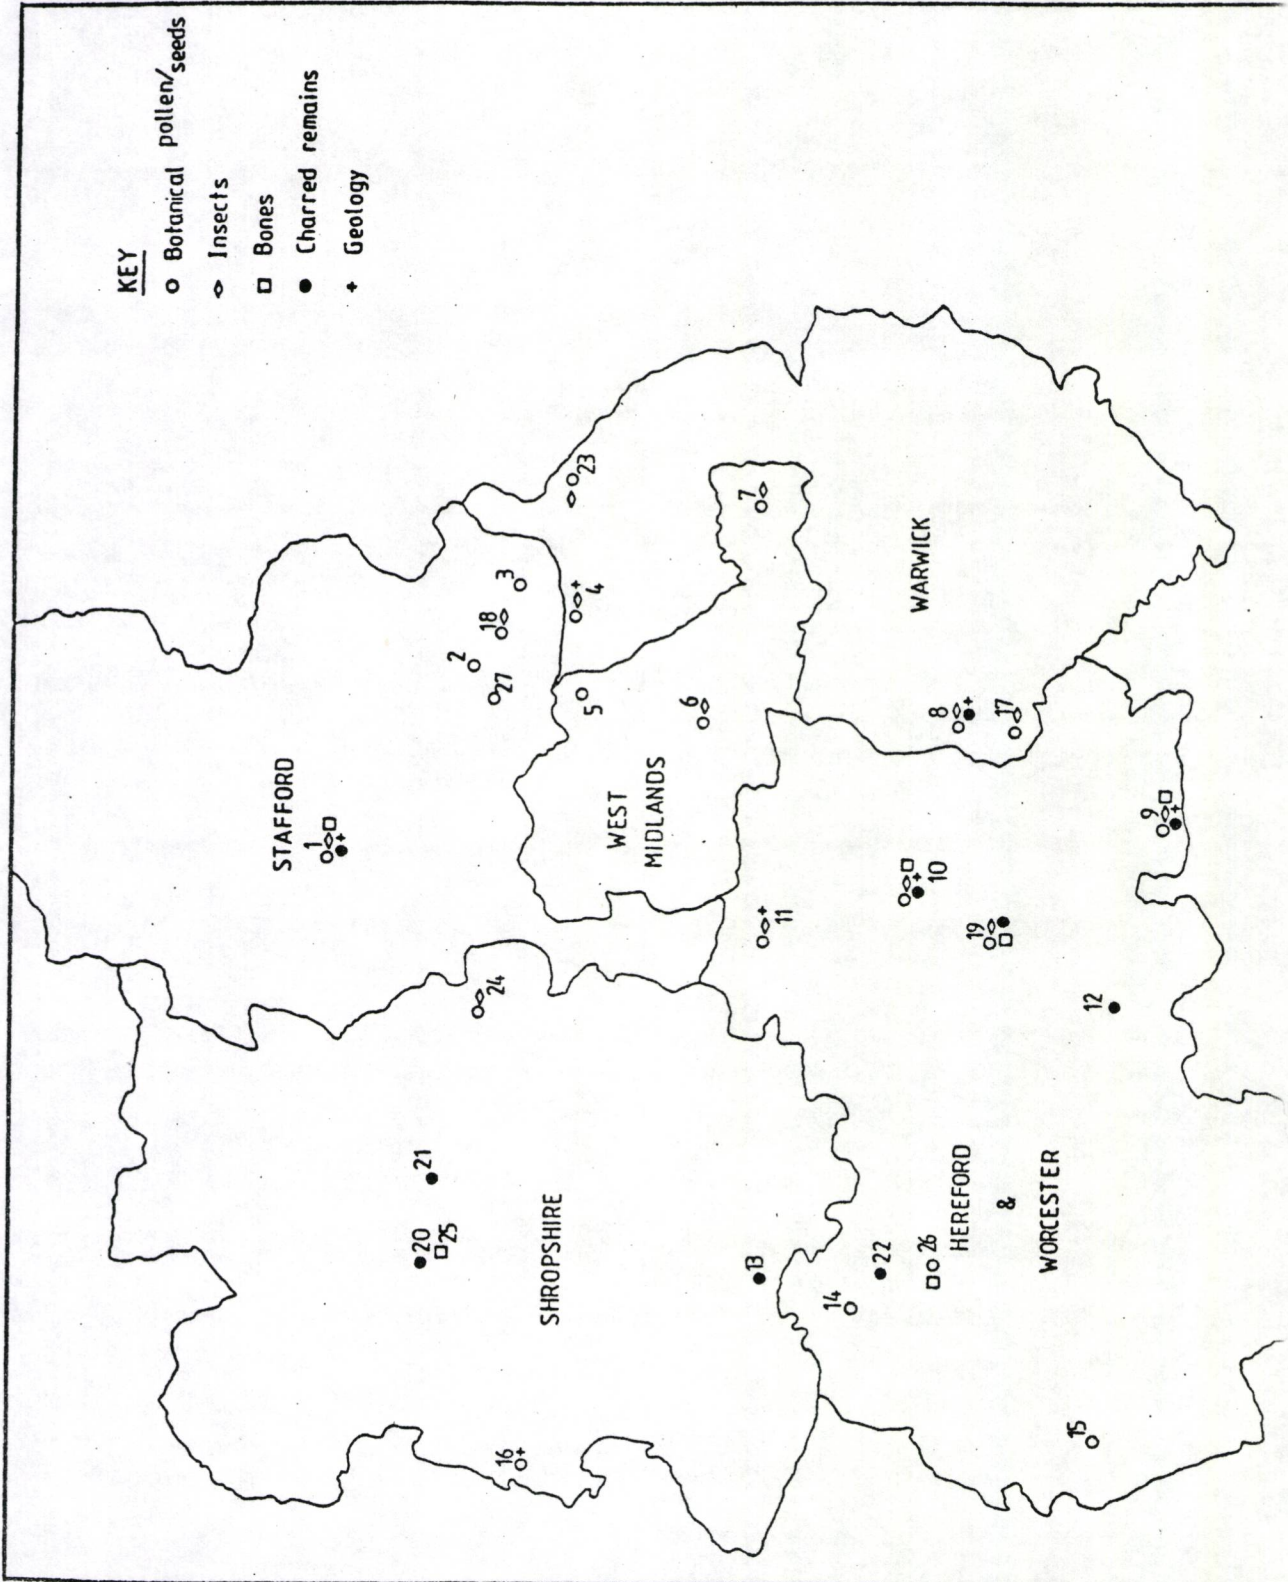 KEY
Botanical pollen/seeds
Insects
Bones
Charred remains
Geology
STAFFORD
1
2
27
18
3
23
4
5
WEST
MIDLANDS
6
7
24
21
20
25
SHROPSHIRE
16
13
11
WARWICK
8
17
10
19
9
12
14
22
26
HEREFORD
&
WORCESTER
15